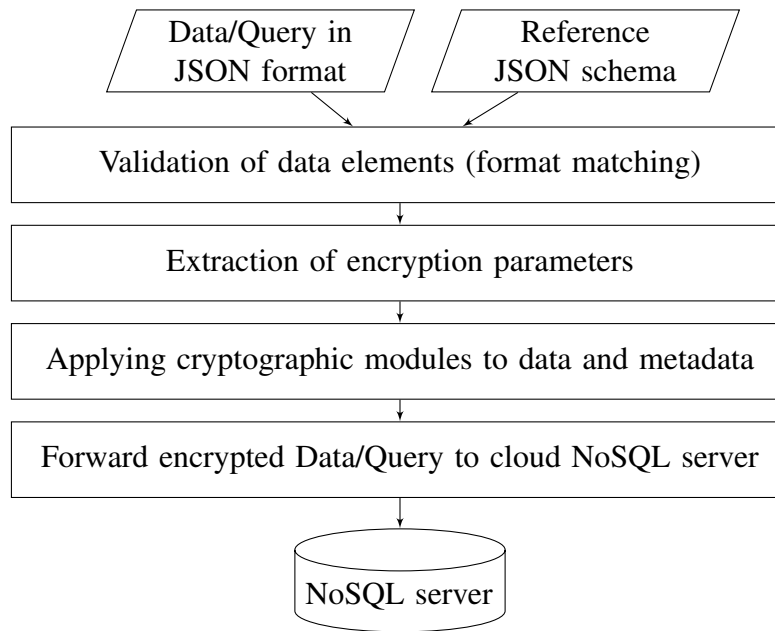 Data/Query in
JSON format
Reference
JSON schema
Validation of data elements (format matching)
Extraction of encryption parameters
Applying cryptographic modules to data and metadata
Forward encrypted Data/Query to cloud NoSQL server
NoSQL server